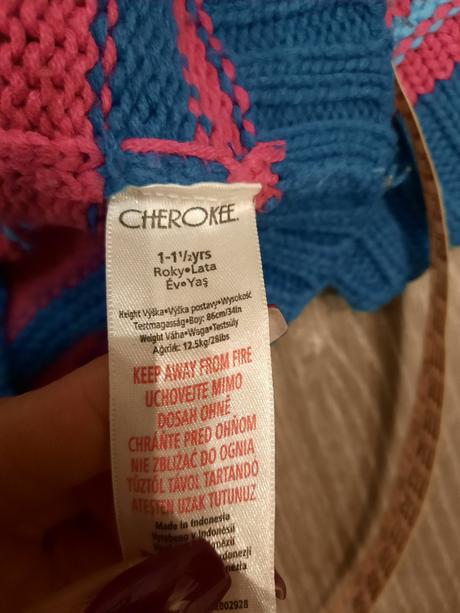 CHEROKEE
1-1½yrs
Roky•Lata
Év•Yaş
Height Výška•Výška postavy•Wysokość
Testmagasság•Boy: 86cm/34in
Weight Váha•Waga•Testsúly
Ağırlık: 12.5kg/28lbs
KEEP AWAY FROM FIRE
UCHOVEJTE MIMO
DOSAH OHNĚ
CHRÁŇTE PRED OHŇOM
NIE ZBLIŻAĆ DO OGNIA
TŰZTŐL TÁVOL TARTANDÓ
ATEŞTEN UZAK TUTUNUZ
Made in Indonesia
Vyrobeno v Indonésii